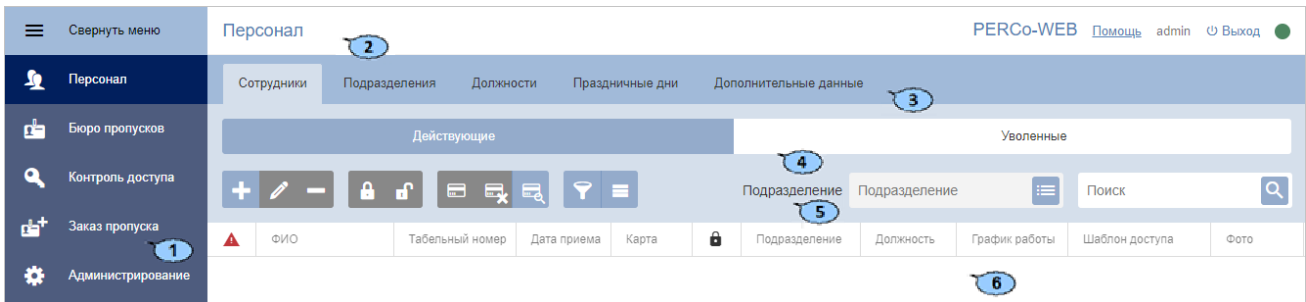 Свернуть меню Персонал PERCo-WEB Помощь admin Выход
2
Персонал Сотрудники Подразделения Должности Праздничные дни Дополнительные данные
3
Бюро пропусков Действующие Уволенные
4
Контроль доступа Подразделение Подразделение Поиск
5
Заказ пропуска
1
ФИО Табельный номер Дата приема Карта Подразделение Должность График работы Шаблон доступа Фото
Администрирование
6